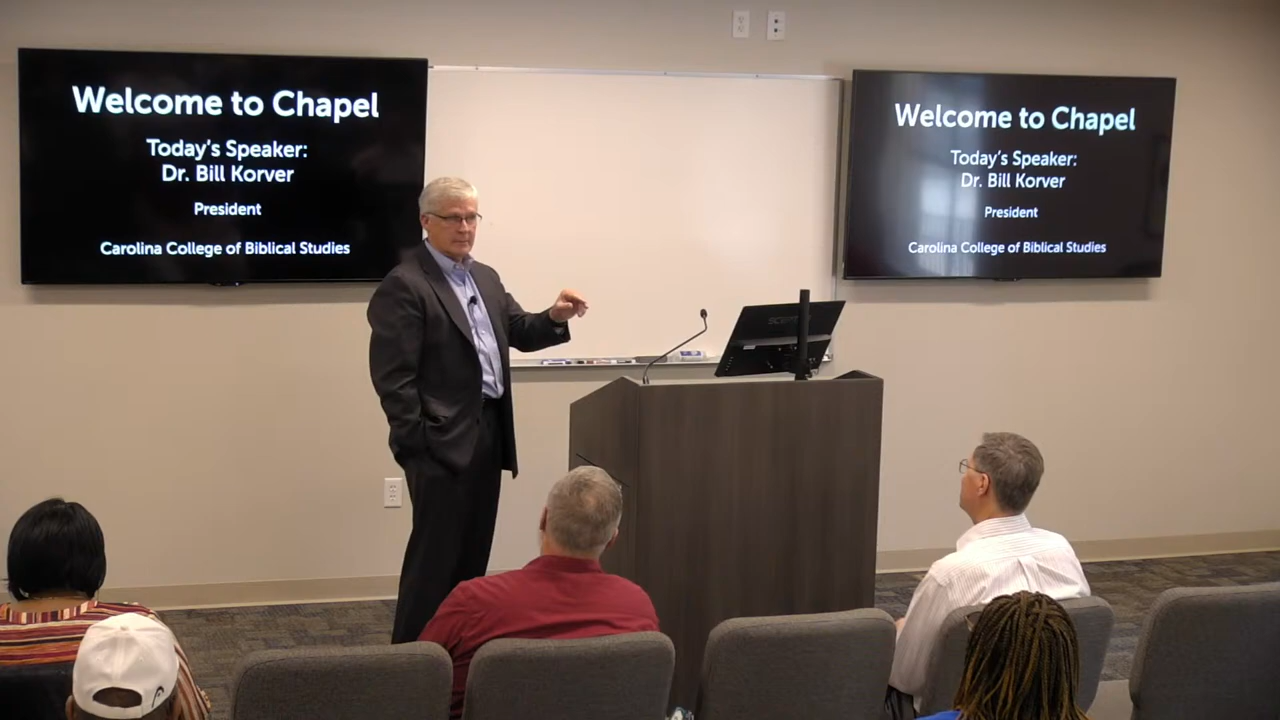 Welcome to Chapel
Today's Speaker:
Dr. Bill Korver
President
Carolina College of Biblical Studies
Welcome to Chapel
Today's Speaker:
Dr. Bill Korver
President
Carolina College of Biblical Studies